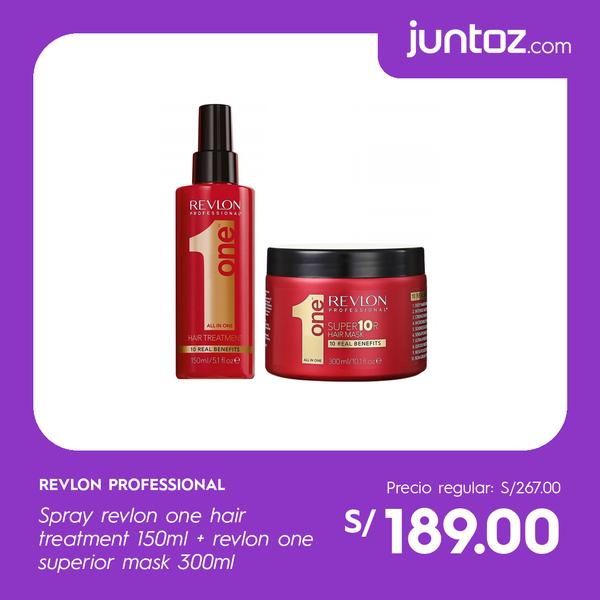 juntoz.com
REVLON
PROFESSIONAL
1
one
ALL IN ONE
HAIR TREATMENT
10 REAL BENEFITS
150ml/5.1 fl.oz e
1
one
ALL IN ONE
REVLON
PROFESSIONAL
SUPER10R
HAIR MASK
10 REAL BENEFITS
300ml/10.1fl.oz e
REVLON PROFESSIONAL
Spray revlon one hair
treatment 150ml + revlon one
superior mask 300ml
Precio regular: S/267.00
S/189.00